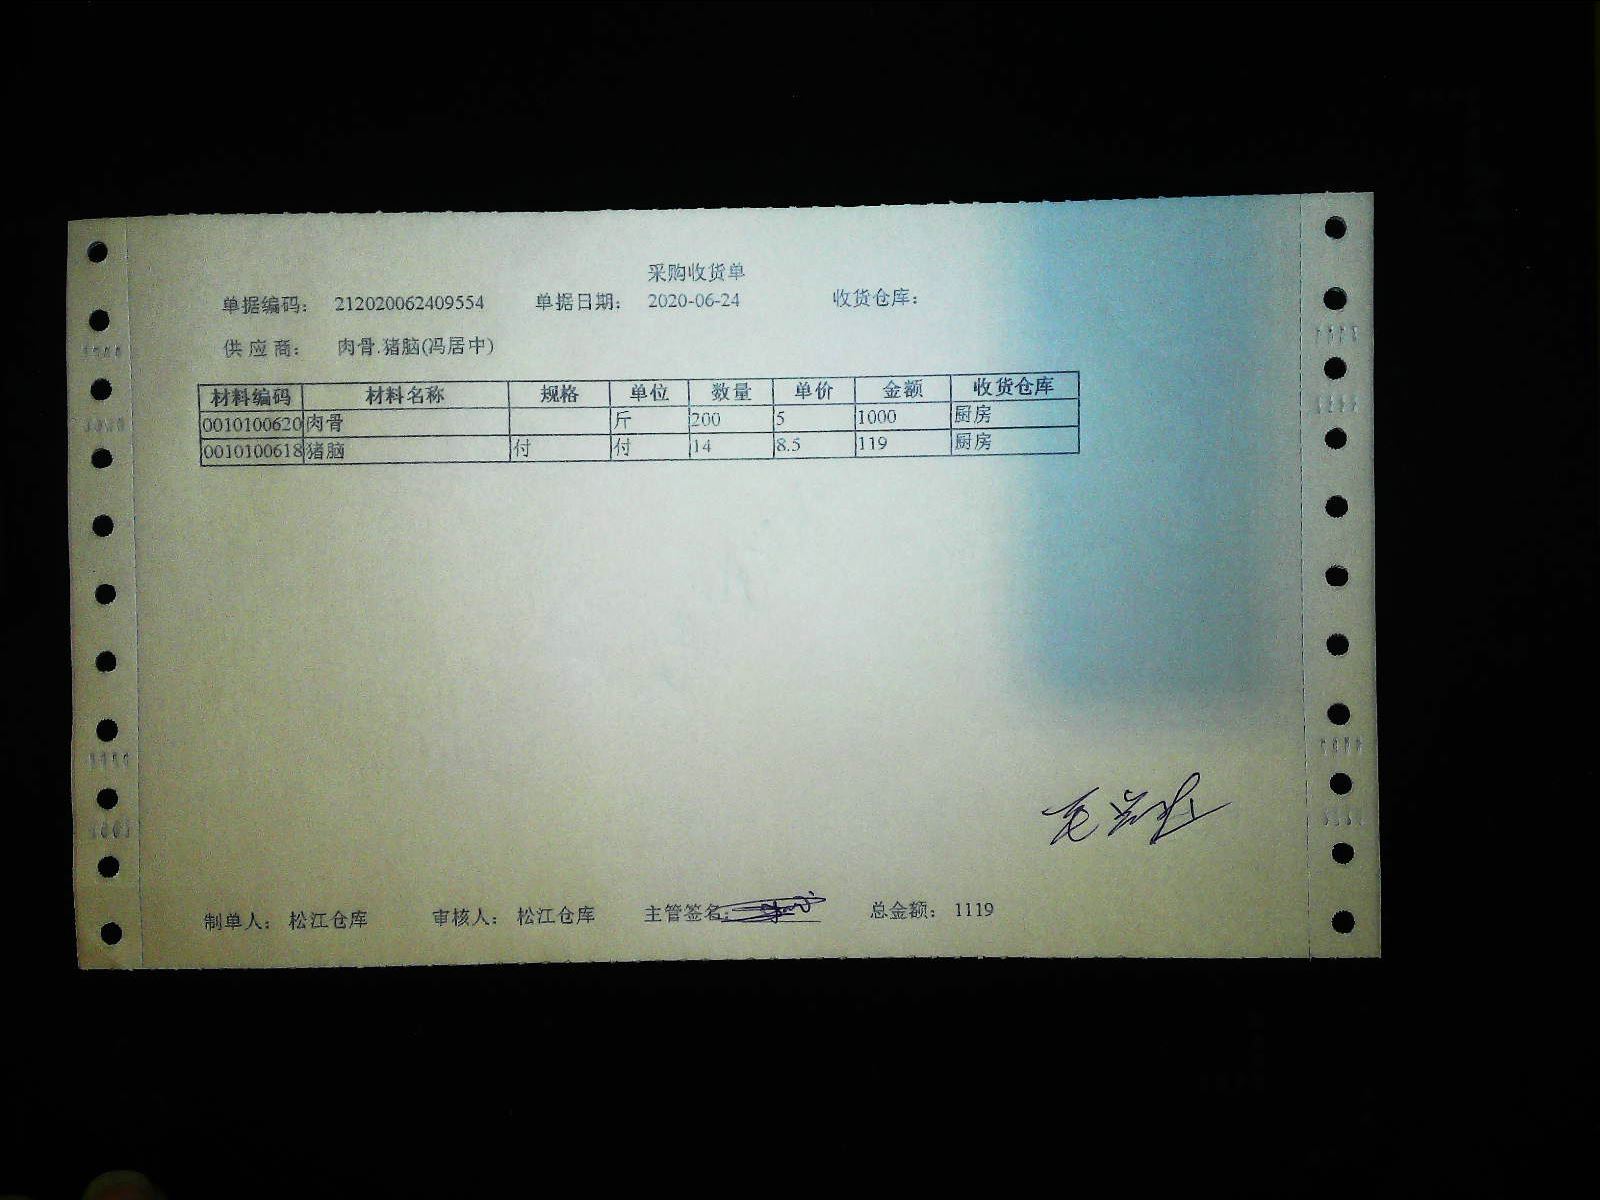 采购收货单
单据编码： 212020062409554 单据日期： 2020-06-24 收货仓库：
供 应 商： 肉骨.猪脑(冯居中)
材料编码 材料名称 规格 单位 数量 单价 金额 收货仓库
0010100620 肉骨 斤 200 5 1000 厨房
0010100618 猪脑 付 付 14 8.5 119 厨房
制单人： 松江仓库 审核人： 松江仓库 主管签名： 总金额： 1119